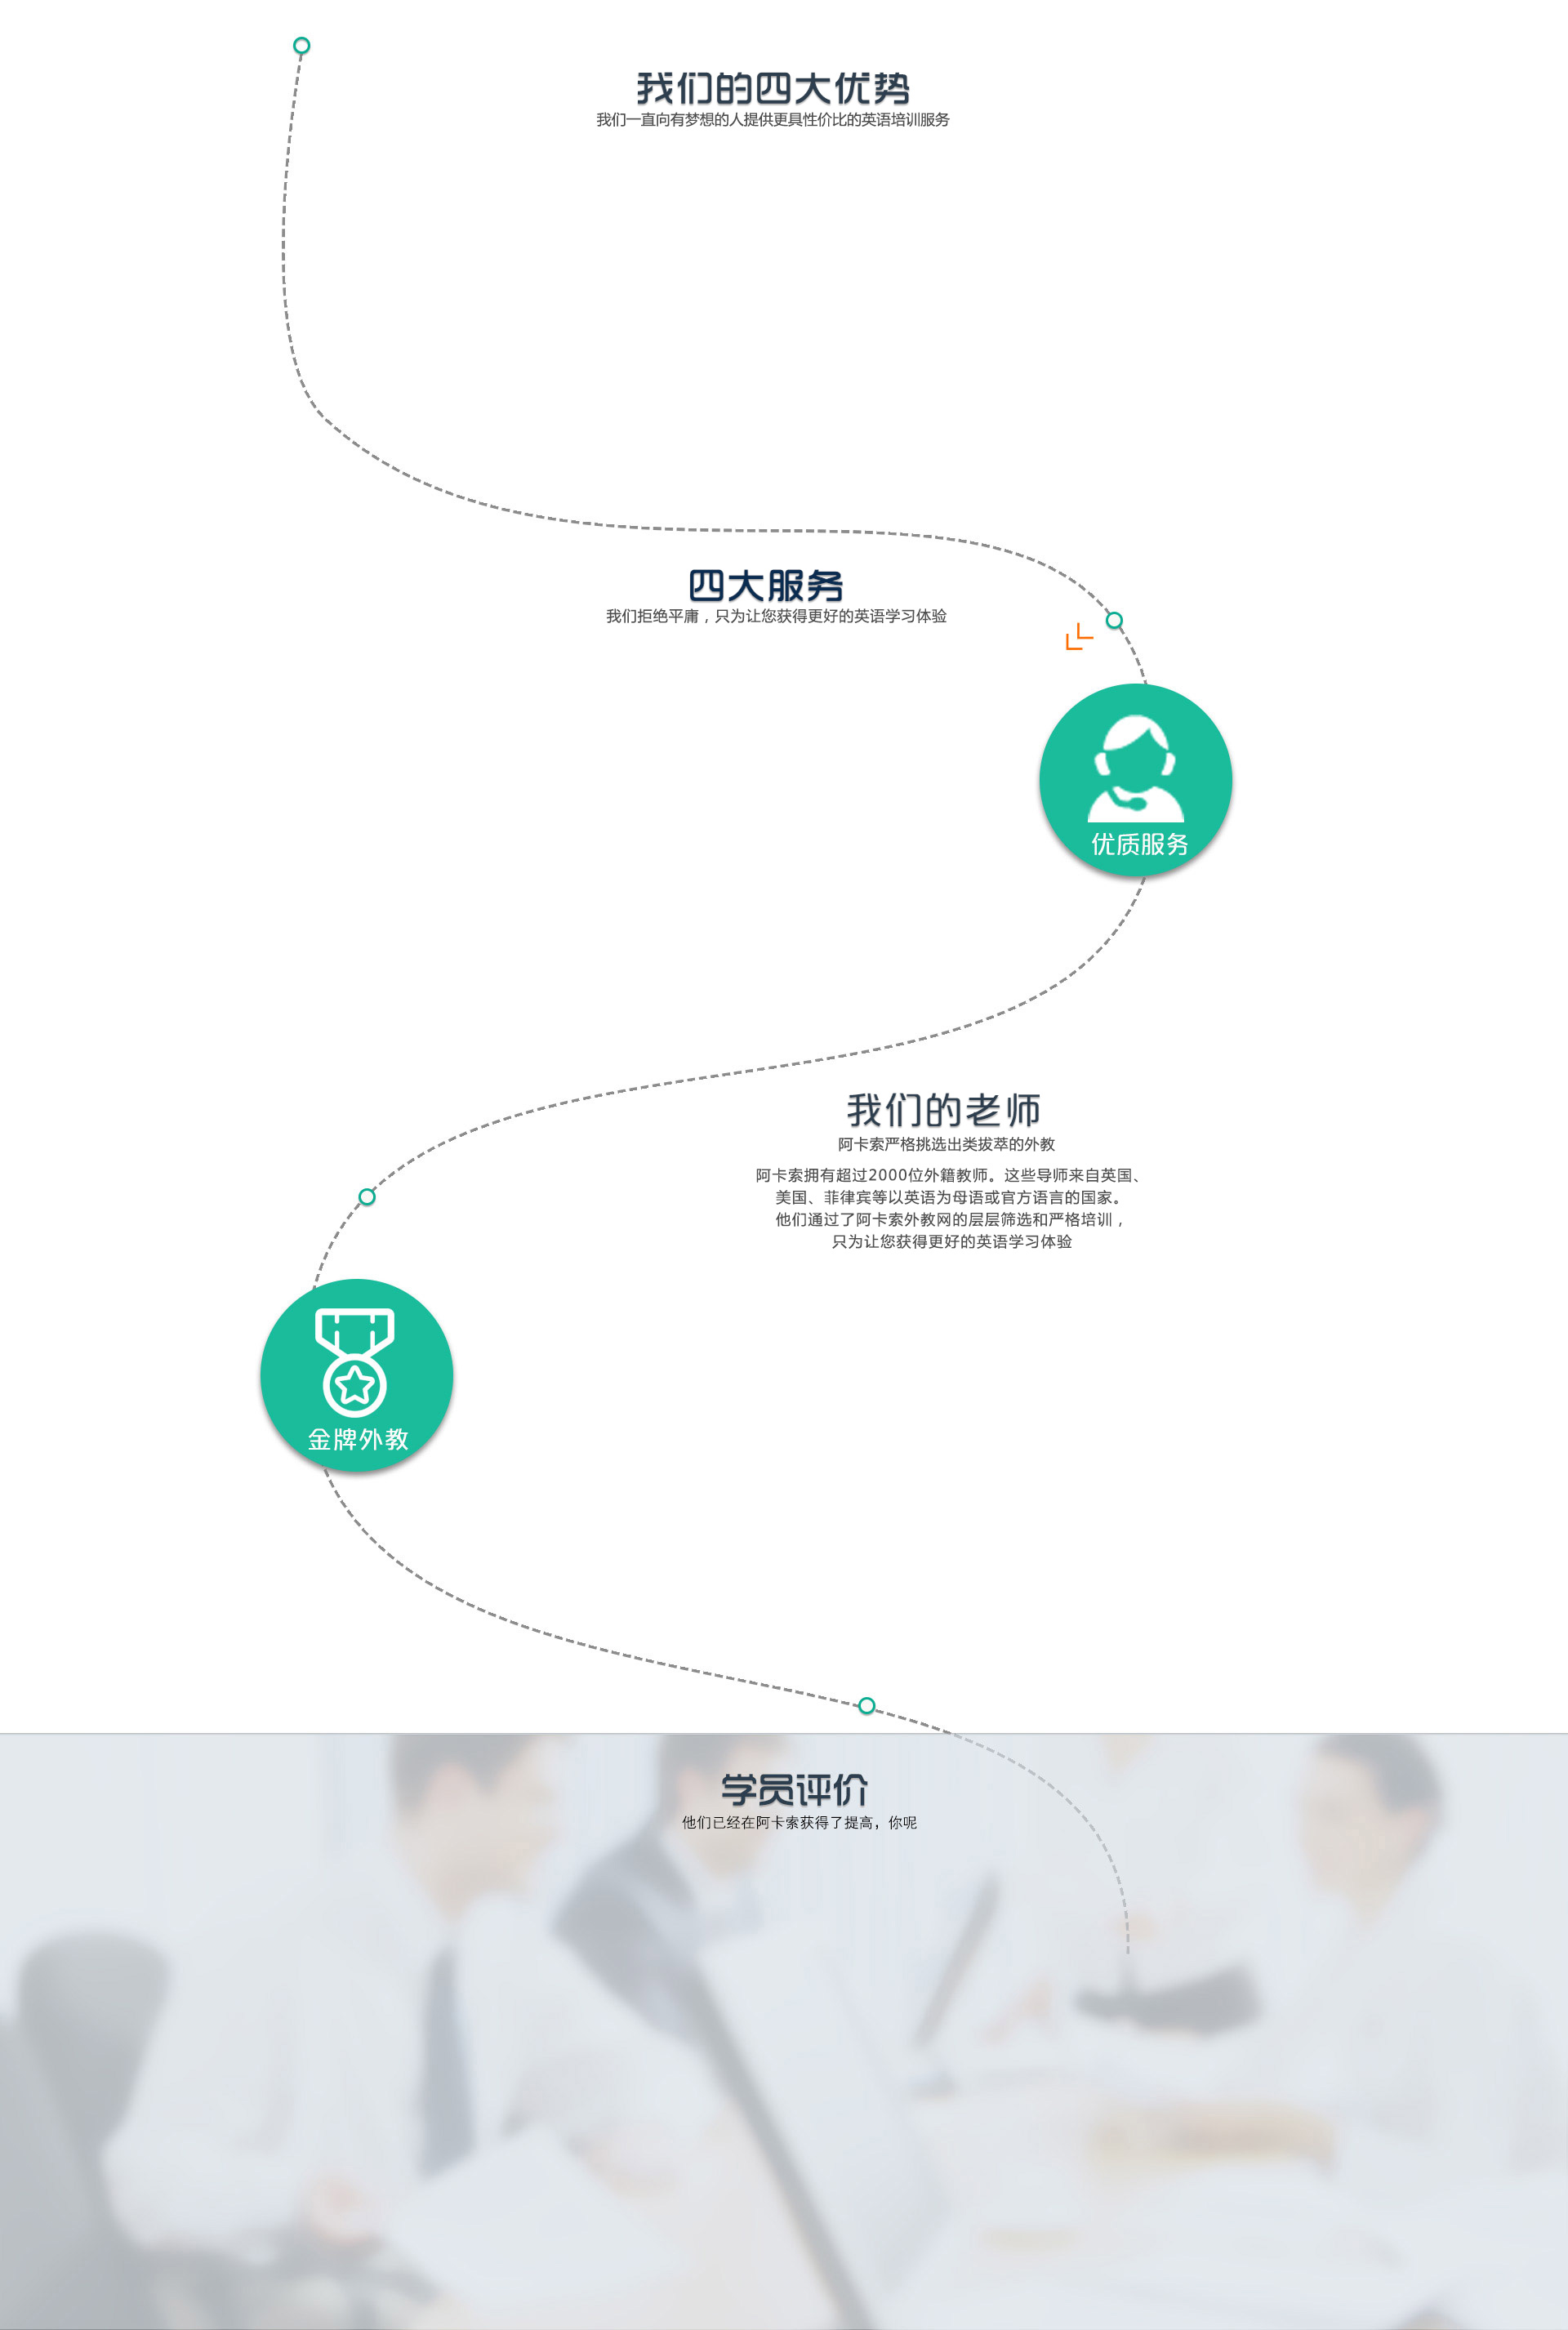 我们的四大优势
我们一直向有梦想的人提供更具性价比的英语培训服务
四大服务
我们拒绝平庸，只为让您获得更好的英语学习体验
优质服务
我们的老师
阿卡索严格挑选出类拔萃的外教
阿卡索拥有超过2000位外籍教师。这些导师来自英国、
美国、菲律宾等以英语为母语或官方语言的国家。
他们通过了阿卡索外教网的层层筛选和严格培训，
只为让您获得更好的英语学习体验
金牌外教
学员评价
他们已经在阿卡索获得了提高，你呢